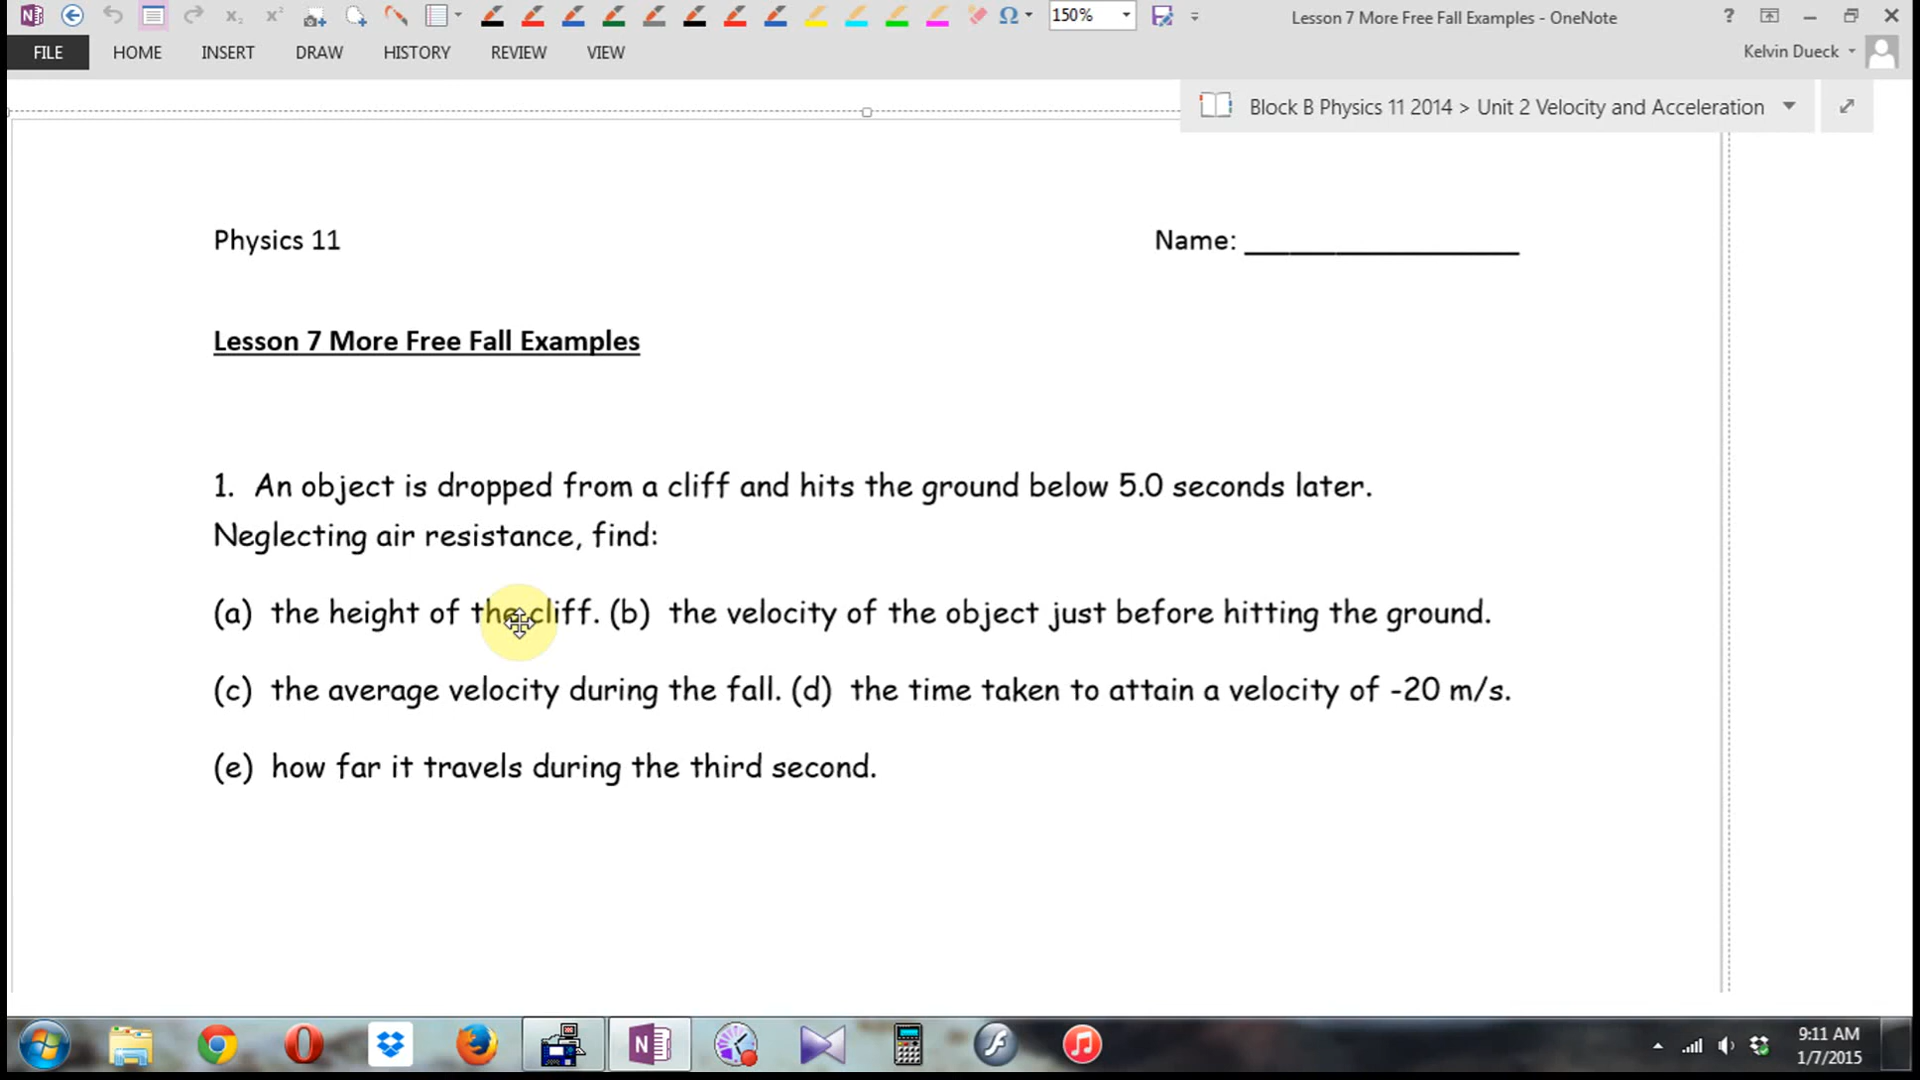 150%
Lesson 7 More Free Fall Examples - OneNote
FILE HOME INSERT DRAW HISTORY REVIEW VIEW
Kelvin Dueck
Block B Physics 11 2014 > Unit 2 Velocity and Acceleration
Physics 11
Name: ___________________
Lesson 7 More Free Fall Examples
1. An object is dropped from a cliff and hits the ground below 5.0 seconds later.
Neglecting air resistance, find:
(a) the height of the cliff. (b) the velocity of the object just before hitting the ground.
(c) the average velocity during the fall. (d) the time taken to attain a velocity of -20 m/s.
(e) how far it travels during the third second.
9:11 AM
1/7/2015